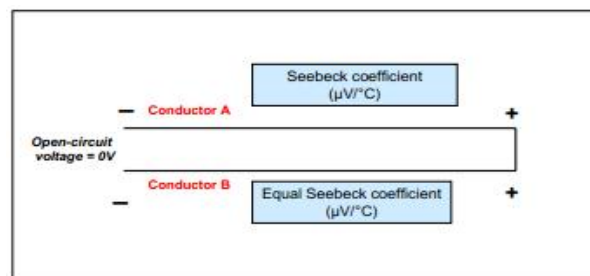 Seebeck coefficient
(µV/°C)
− Conductor A +
Open-circuit
voltage = 0V
Conductor B
Equal Seebeck coefficient
(µV/°C)
− +